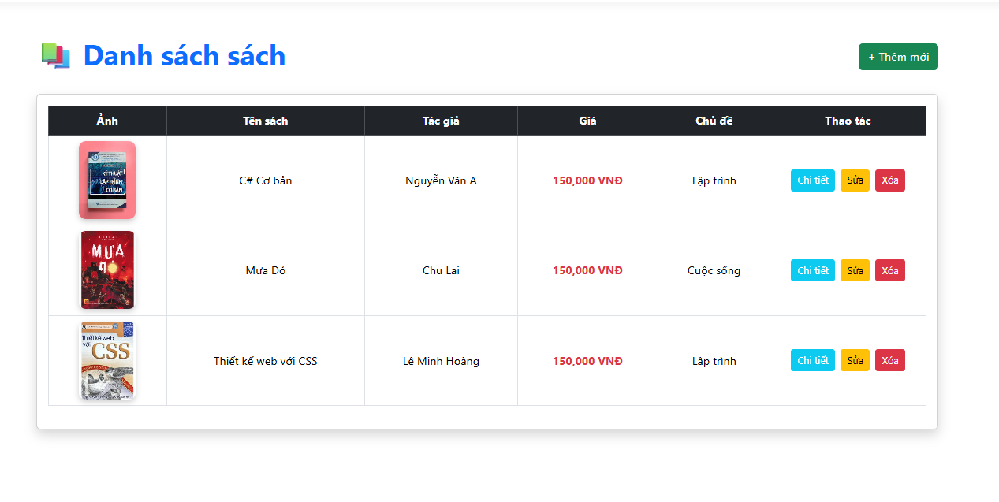 Danh sách sách
+ Thêm mới
Ảnh Tên sách Tác giả Giá Chủ đề Thao tác
KỸ THUẬT
LẬP TRÌNH
CƠ BẢN
C# Cơ bản Nguyễn Văn A 150,000 VNĐ Lập trình Chi tiết Sửa Xóa
MƯA
Mưa Đỏ Chu Lai 150,000 VNĐ Cuộc sống Chi tiết Sửa Xóa
Thiết kế web
với CSS
Thiết kế web với CSS Lê Minh Hoàng 150,000 VNĐ Lập trình Chi tiết Sửa Xóa